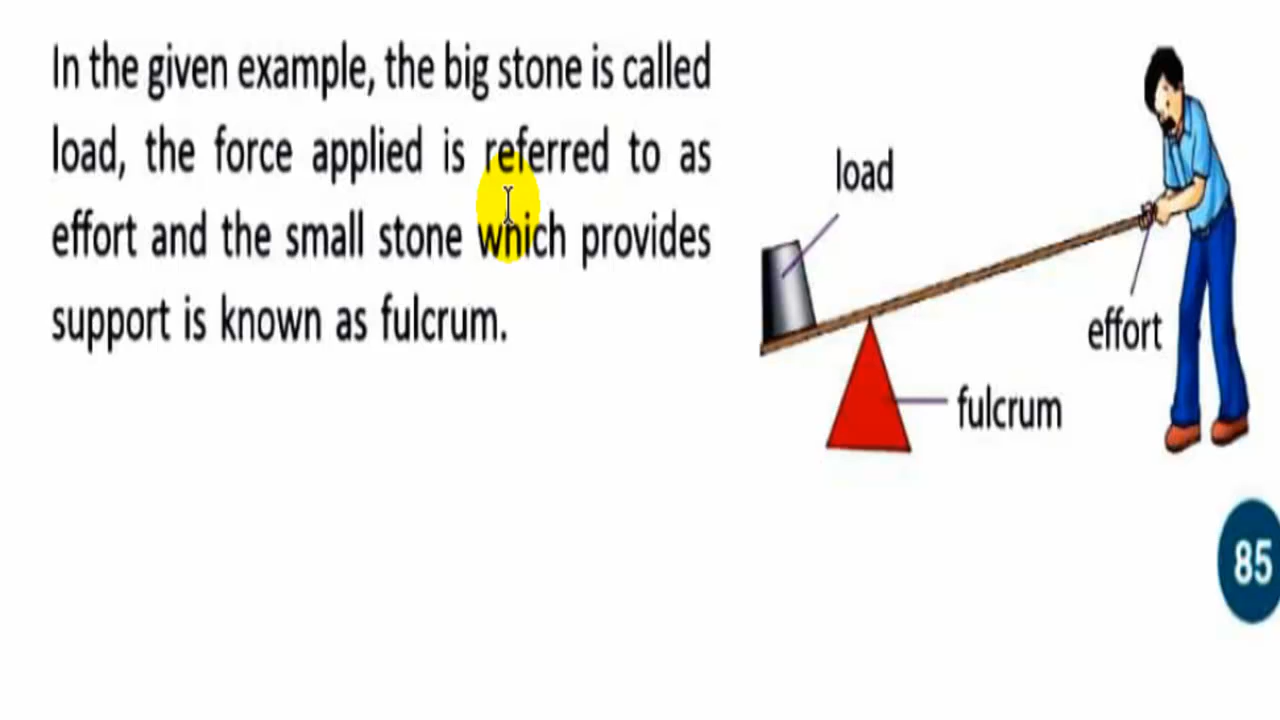 In the given example, the big stone is called
load, the force applied is referred to as
effort and the small stone which provides
support is known as fulcrum.
load
effort
fulcrum
85